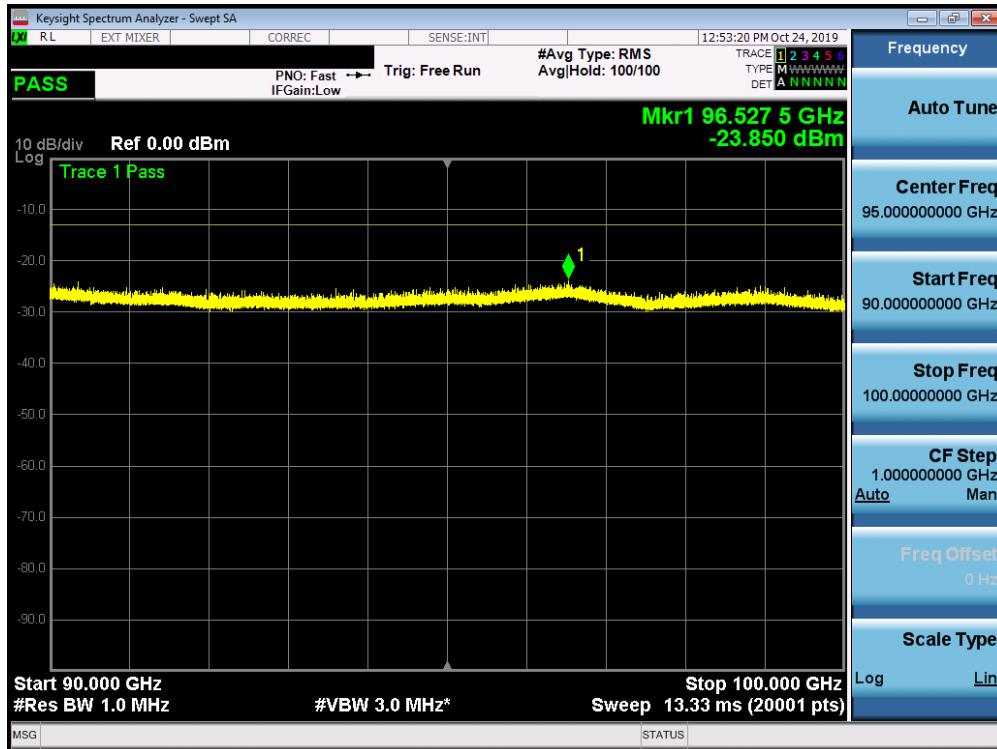 Keysight Spectrum Analyzer - Swept SA
LXI RL EXT MIXER CORREC SENSE:INT 12:53:20 PM Oct 24, 2019
Frequency
#Avg Type: RMS TRACE 1 2 3 4 5 6
PNO: Fast Trig: Free Run Avg|Hold: 100/100 TYPE M W W W W W
PASS IFGain:Low DET A N N N N N
Auto Tune
Mkr1 96.527 5 GHz
10 dB/div Ref 0.00 dBm -23.850 dBm
Log
Trace 1 Pass
-10.0
-20.0
1
-30.0
-40.0
-50.0
-60.0
-70.0
-80.0
-90.0
Start 90.000 GHz Stop 100.000 GHz
#Res BW 1.0 MHz #VBW 3.0 MHz* Sweep 13.33 ms (20001 pts)
Center Freq
95.000000000 GHz
Start Freq
90.000000000 GHz
Stop Freq
100.00000000 GHz
CF Step
1.000000000 GHz
Auto Man
Freq Offset
0 Hz
Scale Type
Log Lin
MSG STATUS